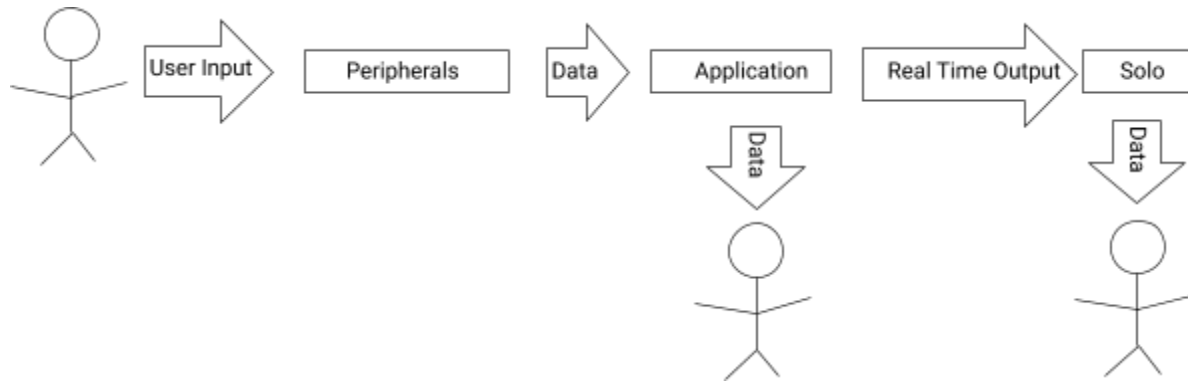 User Input
Peripherals
Data
Application
Real Time Output
Solo
Data
Data